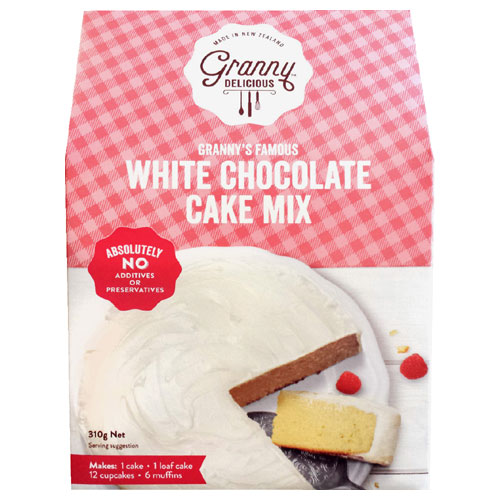 MADE IN NEW ZEALAND
Granny
DELICIOUS
GRANNY'S FAMOUS
WHITE CHOCOLATE
CAKE MIX
ABSOLUTELY
NO
ADDITIVES
OR
PRESERVATIVES
310g Net
Serving suggestion
Makes: 1 cake • 1 loaf cake
12 cupcakes • 6 muffins